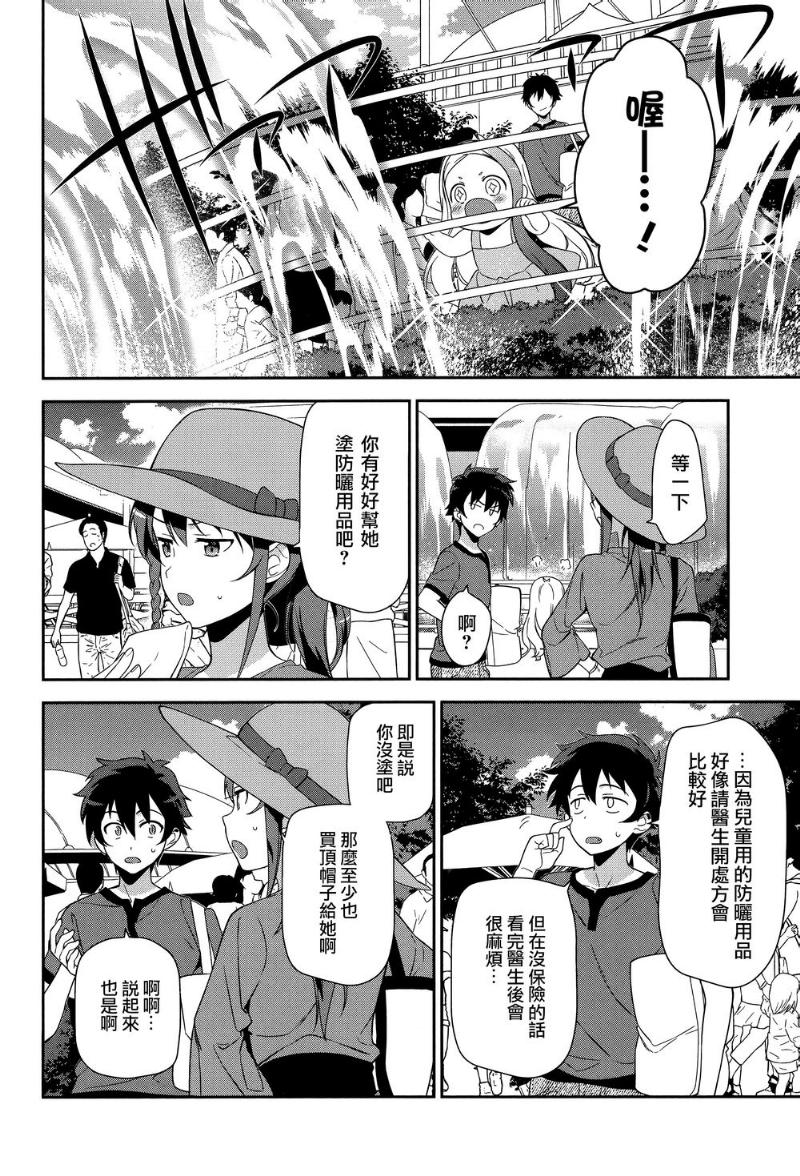 喔ー…！
等一下
啊？
你有好好幫她
塗防曬用品吧？
…因為兒童用的防曬用品
好像請醫生開處方會
比較好
但在沒保險的話
看完醫生後會
很麻煩…
即是說
你沒塗吧
那麼至少也
買頂帽子給她啊
啊啊…
説起來
也是啊